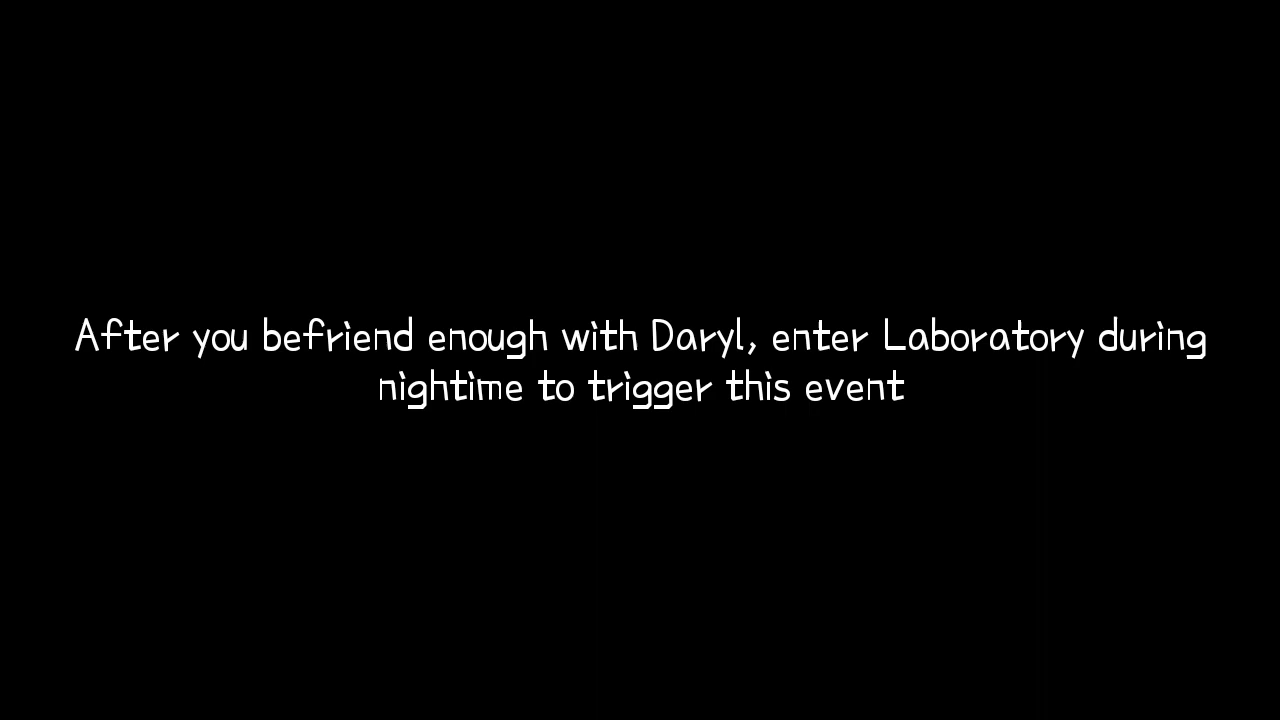 After you befriend enough with Daryl, enter Laboratory during
nightime to trigger this event